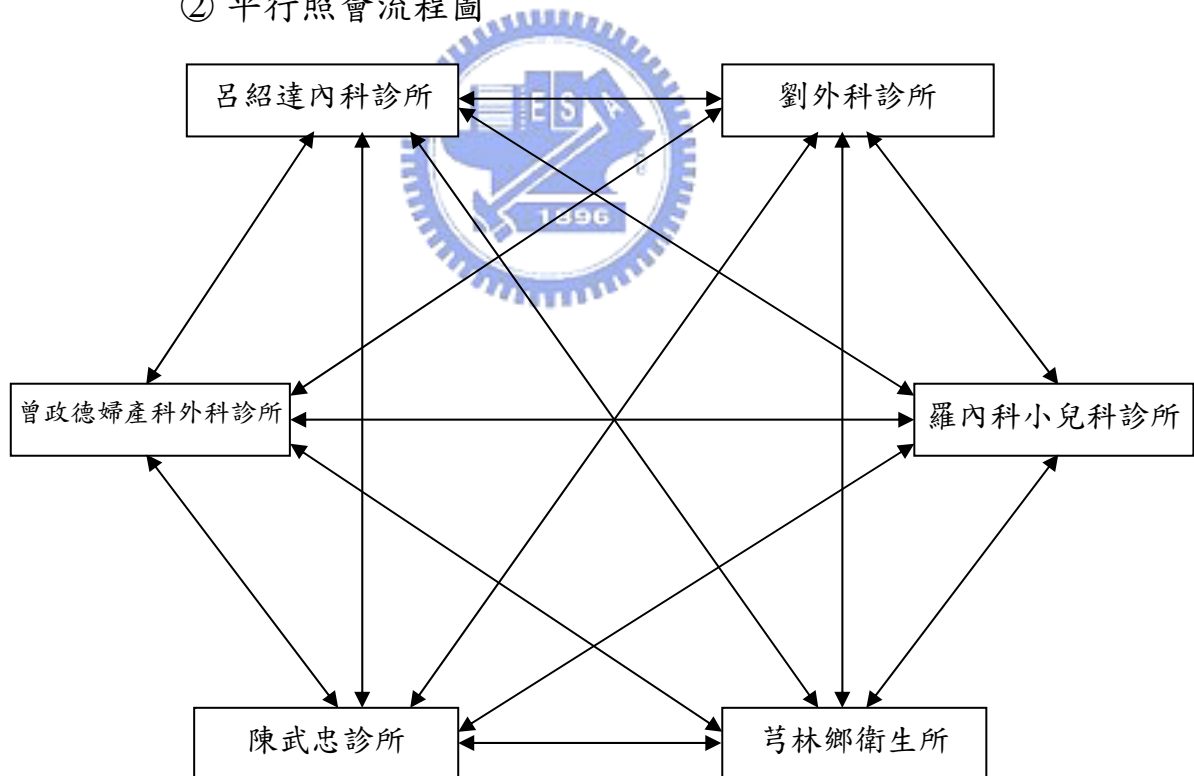 ② 平行照會流程圖
呂紹達內科診所
劉外科診所
ESA
1896
曾政德婦產科外科診所
羅內科小兒科診所
陳武忠診所
芎林鄉衛生所